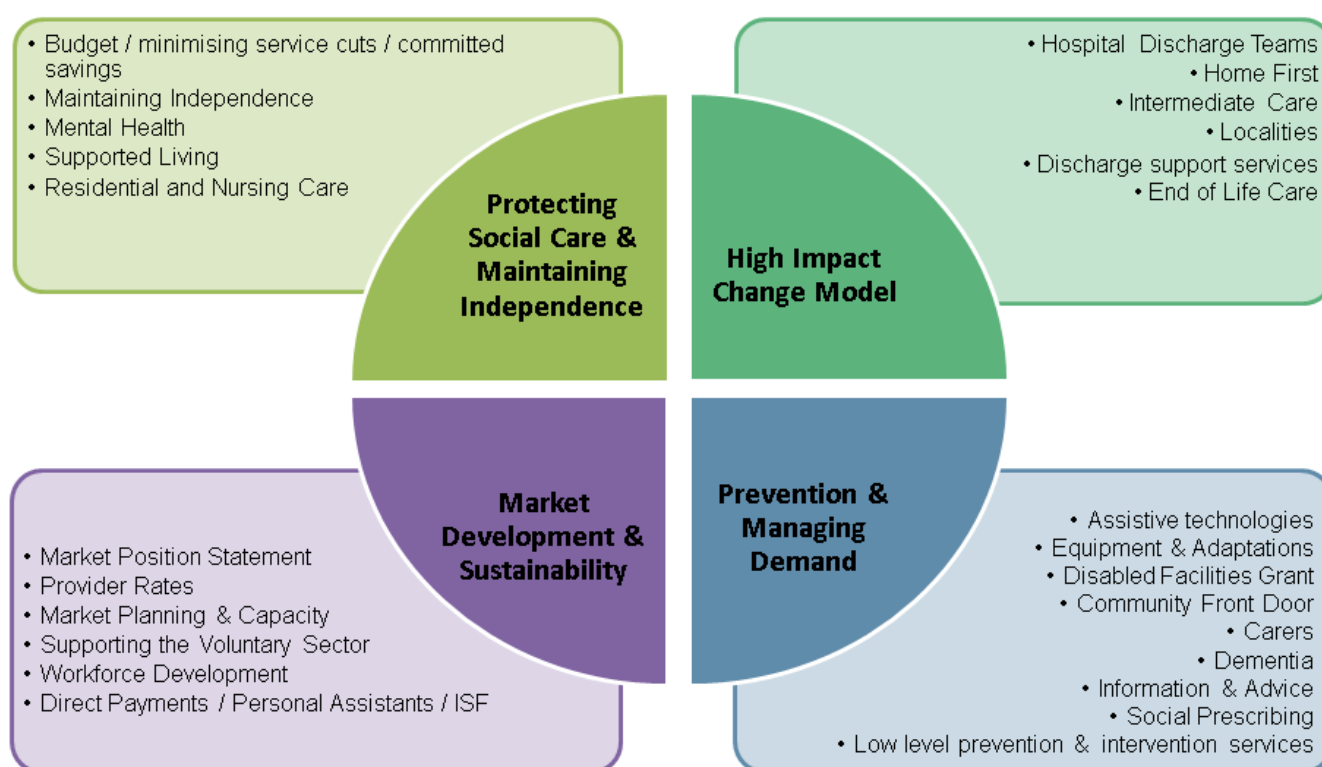 • Budget / minimising service cuts / committed
savings
• Maintaining Independence
• Mental Health
• Supported Living
• Residential and Nursing Care
• Hospital Discharge Teams
• Home First
• Intermediate Care
• Localities
• Discharge support services
• End of Life Care
Protecting
Social Care &
Maintaining
Independence
High Impact
Change Model
Market
Development &
Sustainability
Prevention &
Managing
Demand
• Market Position Statement
• Provider Rates
• Market Planning & Capacity
• Supporting the Voluntary Sector
• Workforce Development
• Direct Payments / Personal Assistants / ISF
• Assistive technologies
• Equipment & Adaptations
• Disabled Facilities Grant
• Community Front Door
• Carers
• Dementia
• Information & Advice
• Social Prescribing
• Low level prevention & intervention services